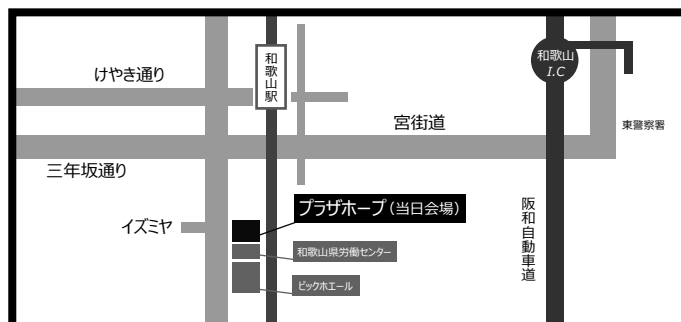 和歌山駅
和歌山
I.C
けやき通り
宮街道
東警察署
三年坂通り
プラザホープ(当日会場)
イズミヤ
阪和自動車道
和歌山県労働センター
ビックホエール